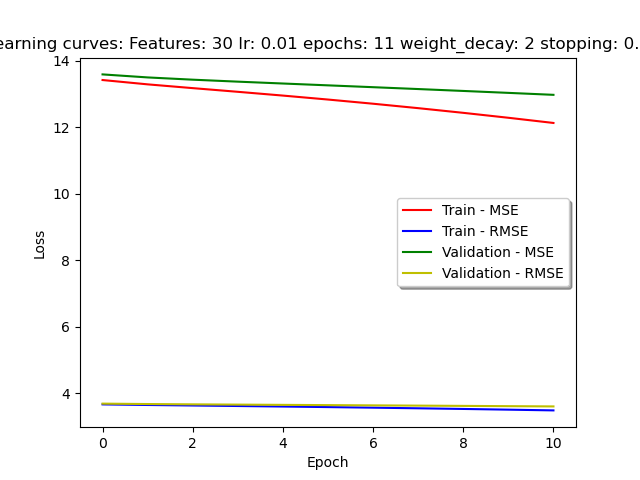 earning curves: Features: 30 lr: 0.01 epochs: 11 weight_decay: 2 stopping: 0.
14
12
10
8
6
4
Loss
Train - MSE
Train - RMSE
Validation - MSE
Validation - RMSE
0 2 4 6 8 10
Epoch